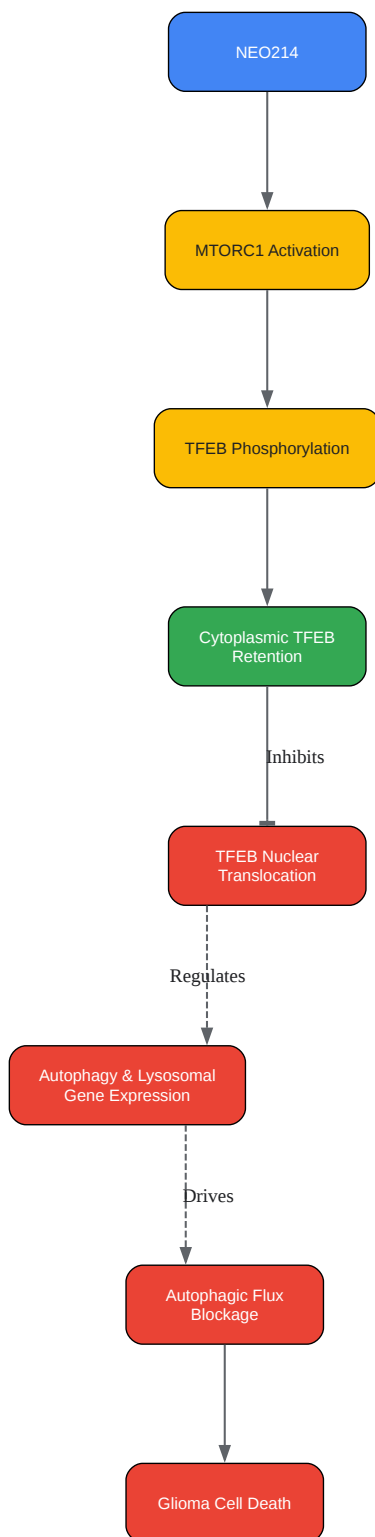 NEO214
MTORC1 Activation
TFEB Phosphorylation
Cytoplasmic TFEB
Retention
Inhibits
TFEB Nuclear
Translocation
Regulates
Autophagy & Lysosomal
Gene Expression
Drives
Autophagic Flux
Blockage
Glioma Cell Death